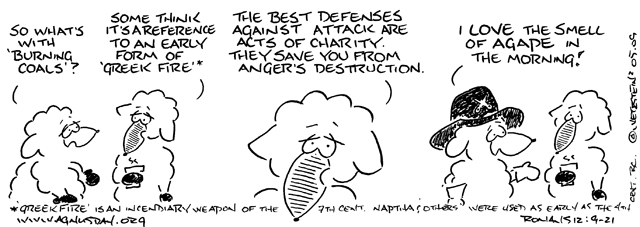 SO WHAT'S
WITH
'BURNING
COALS'?
SOME THINK
IT'S A REFERENCE
TO AN EARLY
FORM OF
'GREEK FIRE'*
THE BEST DEFENSES
AGAINST ATTACK ARE
ACTS OF CHARITY.
THEY SAVE YOU FROM
ANGER'S DESTRUCTION.
I LOVE THE SMELL
OF AGAPE IN
THE MORNING!
*'GREEK FIRE' IS AN INCENDIARY WEAPON OF THE 7TH CENT. NAPTHA & OTHERS WERE USED AS EARLY AS THE 4TH
WWW.AGNUSDAY.ORG
ROMANS 12:9-21